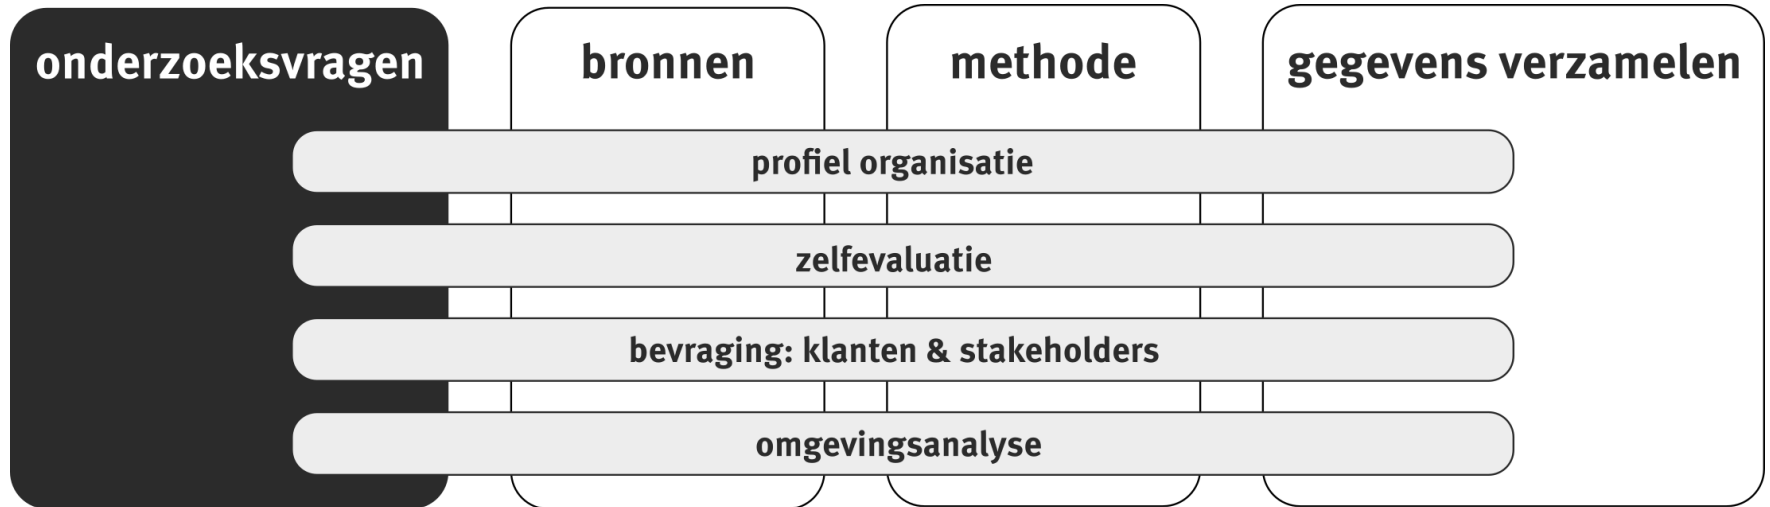 onderzoeksvragen
bronnen
methode
gegevens verzamelen
profiel organisatie
zelfevaluatie
bevraging: klanten & stakeholders
omgevingsanalyse